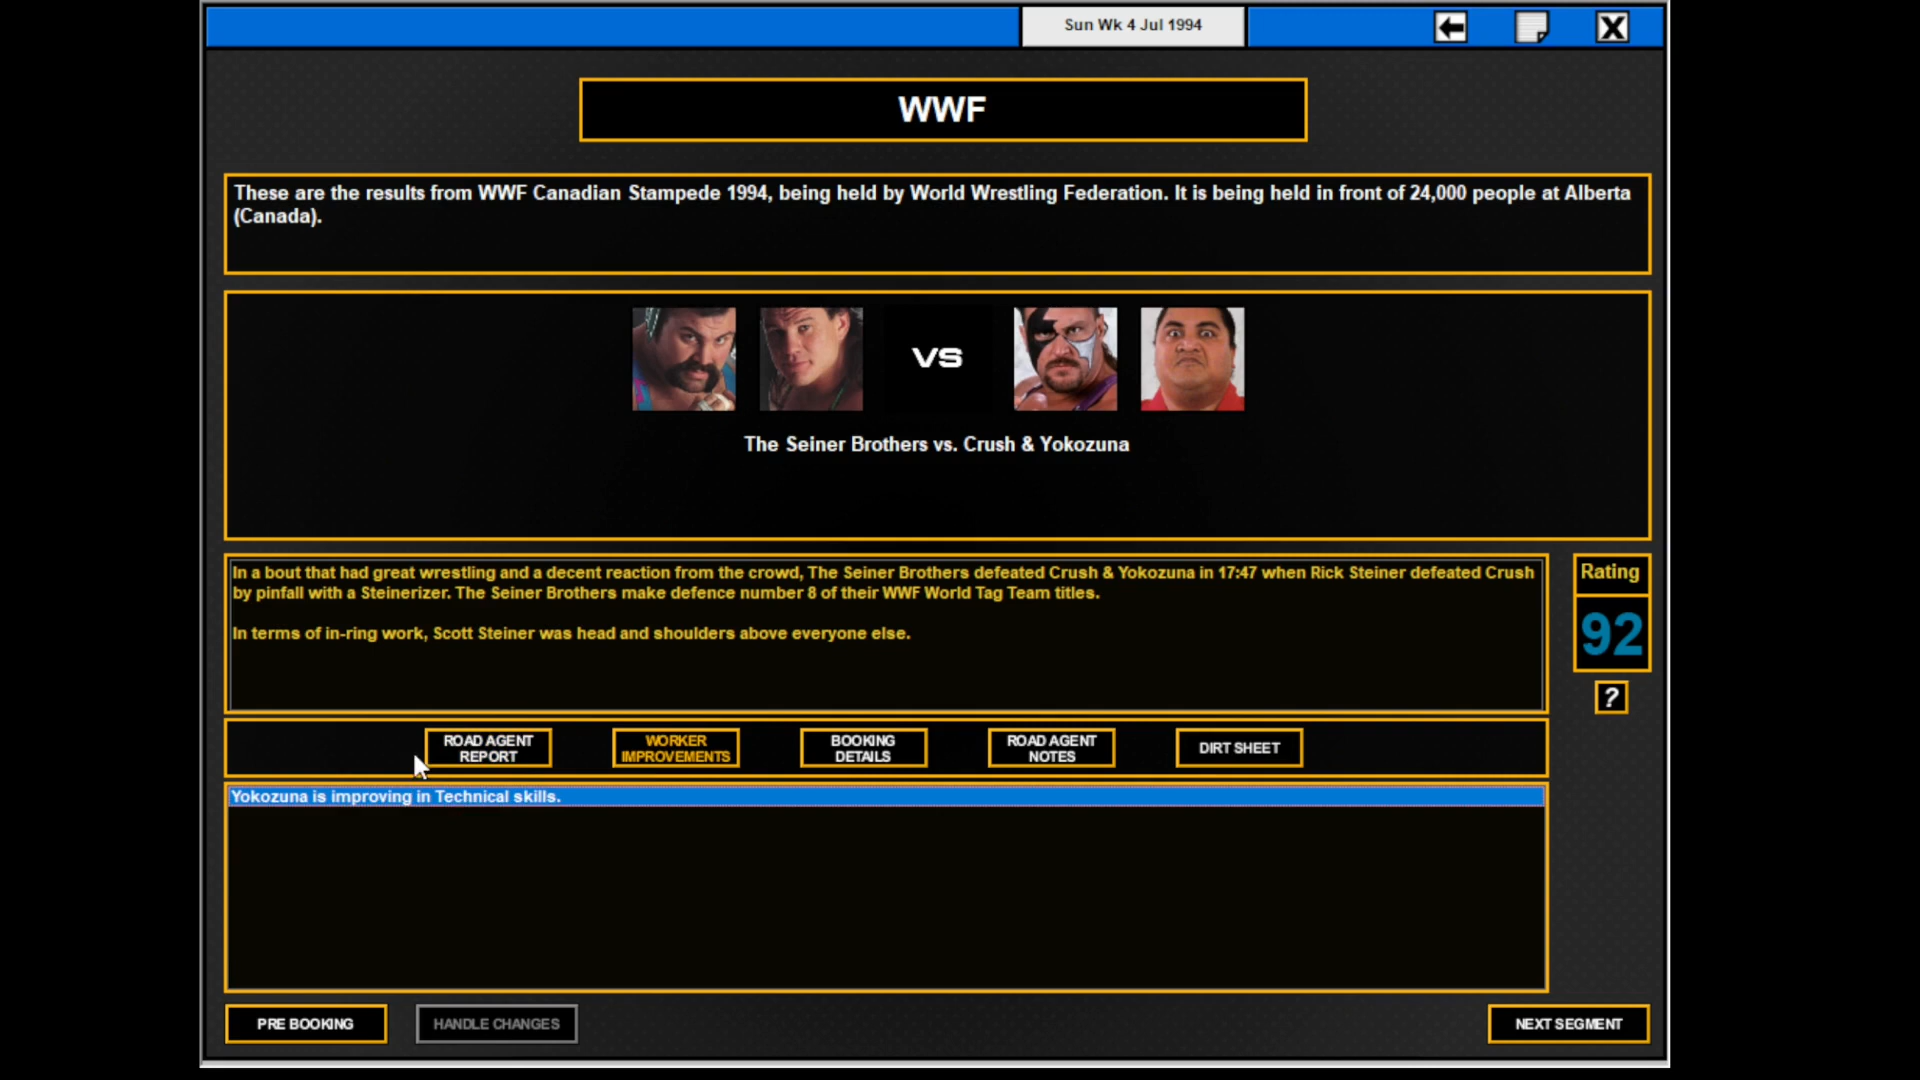 Sun Wk 4 Jul 1994
WWF
These are the results from WWF Canadian Stampede 1994, being held by World Wrestling Federation. It is being held in front of 24,000 people at Alberta
(Canada).
VS
The Seiner Brothers vs. Crush & Yokozuna
In a bout that had great wrestling and a decent reaction from the crowd, The Seiner Brothers defeated Crush & Yokozuna in 17:47 when Rick Steiner defeated Crush
by pinfall with a Steinerizer. The Seiner Brothers make defence number 8 of their WWF World Tag Team titles.
In terms of in-ring work, Scott Steiner was head and shoulders above everyone else.
Rating
92
?
ROAD AGENT
REPORT
WORKER
IMPROVEMENTS
BOOKING
DETAILS
ROAD AGENT
NOTES
DIRT SHEET
Yokozuna is improving in Technical skills.
PRE BOOKING
HANDLE CHANGES
NEXT SEGMENT